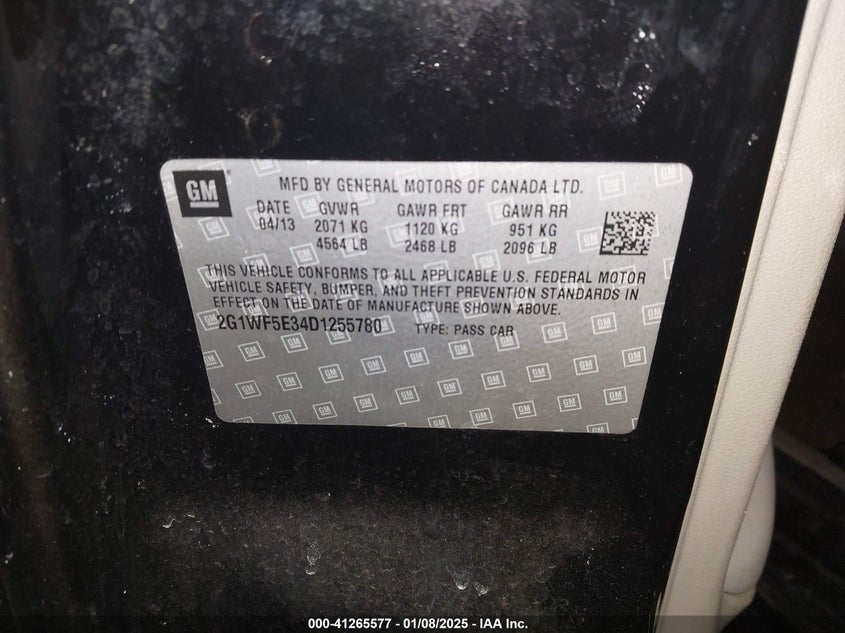 GM
MFD BY GENERAL MOTORS OF CANADA LTD.
DATE GVWR GAWR FRT GAWR RR
04/13 2071 KG 1120 KG 951 KG
4564 LB 2468 LB 2096 LB
THIS VEHICLE CONFORMS TO ALL APPLICABLE U.S. FEDERAL MOTOR
VEHICLE SAFETY, BUMPER, AND THEFT PREVENTION STANDARDS IN
EFFECT ON THE DATE OF MANUFACTURE SHOWN ABOVE.
2G1WF5E34D1255780 TYPE: PASS CAR
000-41265577 - 01/08/2025 - IAA Inc.